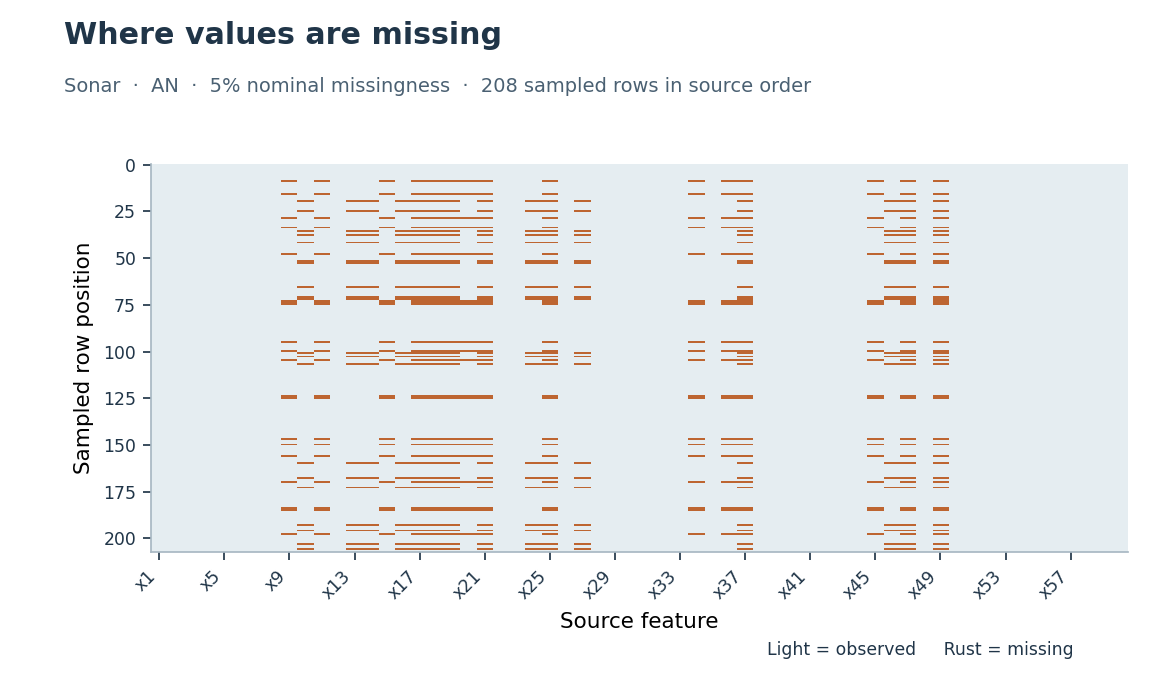 Where values are missing
Sonar · AN · 5% nominal missingness · 208 sampled rows in source order
Sampled row position
0
25
50
75
100
125
150
175
200
x1 x5 x9 x13 x17 x21 x25 x29 x33 x37 x41 x45 x49 x53 x57
Source feature
Light = observed Rust = missing